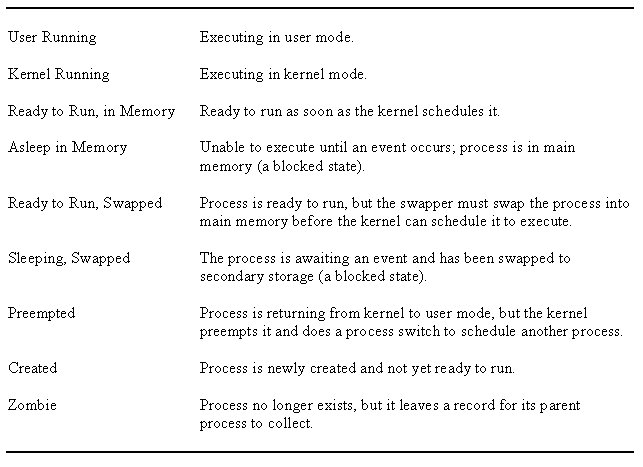 User Running Executing in user mode.
Kernel Running Executing in kernel mode.
Ready to Run, in Memory Ready to run as soon as the kernel schedules it.
Asleep in Memory Unable to execute until an event occurs; process is in main
memory (a blocked state).
Ready to Run, Swapped Process is ready to run, but the swapper must swap the process into
main memory before the kernel can schedule it to execute.
Sleeping, Swapped The process is awaiting an event and has been swapped to
secondary storage (a blocked state).
Preempted Process is returning from kernel to user mode, but the kernel
preempts it and does a process switch to schedule another process.
Created Process is newly created and not yet ready to run.
Zombie Process no longer exists, but it leaves a record for its parent
process to collect.